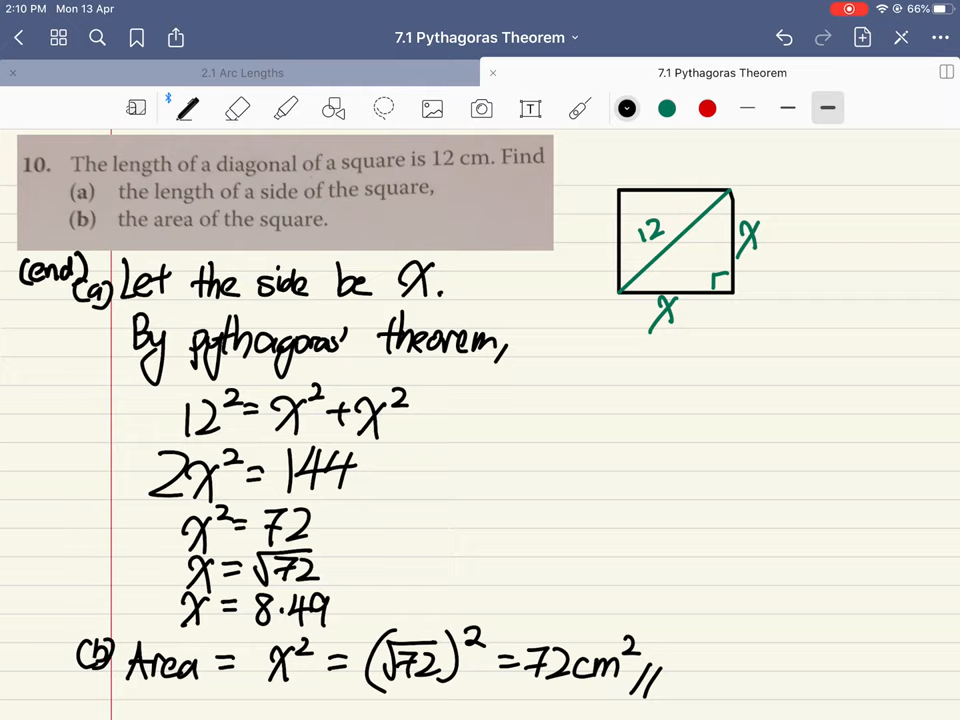 2:10 PM Mon 13 Apr
66%
7.1 Pythagoras Theorem
2.1 Arc Lengths
7.1 Pythagoras Theorem
10. The length of a diagonal of a square is 12 cm. Find
(a) the length of a side of the square,
(b) the area of the square.
12
x
x
(end) (a) Let the side be x.
By pythagoras' theorem,
12² = x² + x²
2x² = 144
x² = 72
x = √72
x = 8.49
(b) Area = x² = (√72)² = 72cm² //